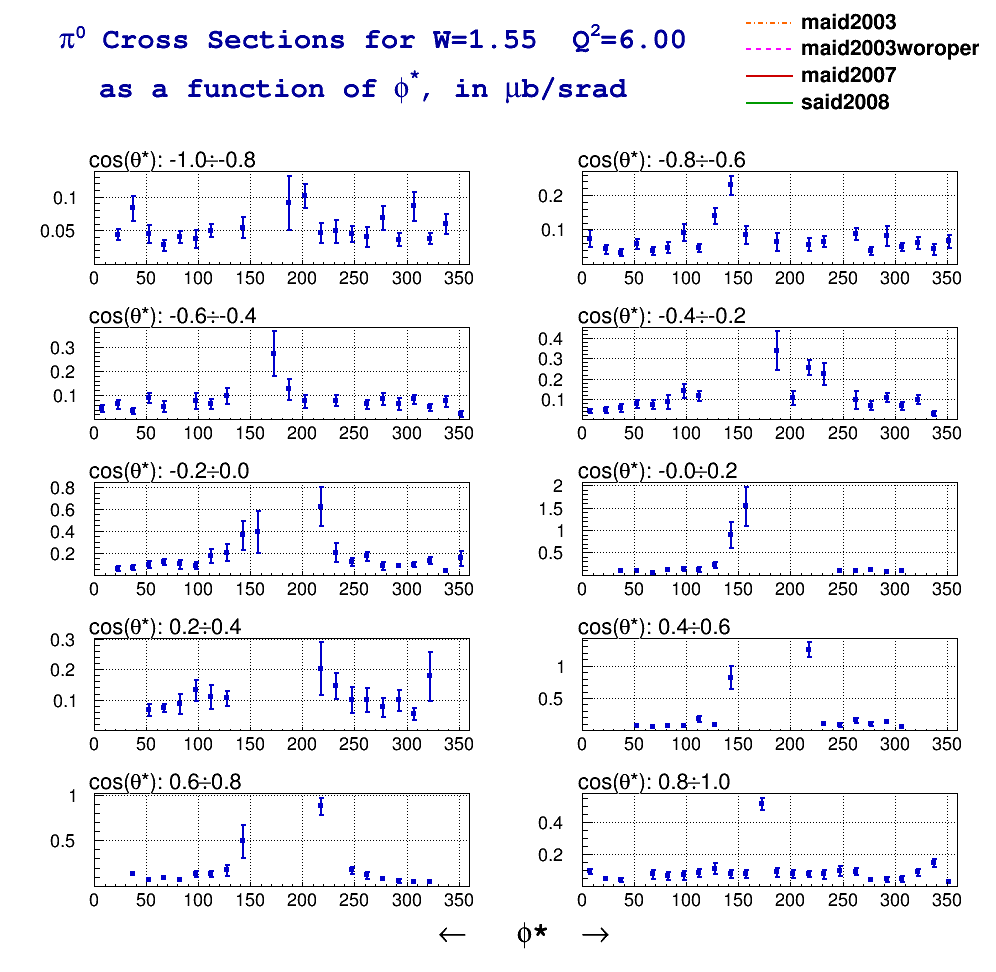 π⁰ Cross Sections for W=1.55 Q²=6.00
as a function of ϕ*, in μb/srad
maid2003
maid2003woroper
maid2007
said2008
cos(θ*): -1.0÷-0.8
0.1
0.05
0 50 100 150 200 250 300 350
cos(θ*): -0.8÷-0.6
0.2
0.1
0 50 100 150 200 250 300 350
cos(θ*): -0.6÷-0.4
0.3
0.2
0.1
0 50 100 150 200 250 300 350
cos(θ*): -0.4÷-0.2
0.4
0.3
0.2
0.1
0 50 100 150 200 250 300 350
cos(θ*): -0.2÷0.0
0.8
0.6
0.4
0.2
0 50 100 150 200 250 300 350
cos(θ*): -0.0÷0.2
2
1.5
1
0.5
0 50 100 150 200 250 300 350
cos(θ*): 0.2÷0.4
0.3
0.2
0.1
0 50 100 150 200 250 300 350
cos(θ*): 0.4÷0.6
1
0.5
0 50 100 150 200 250 300 350
cos(θ*): 0.6÷0.8
1
0.5
0 50 100 150 200 250 300 350
cos(θ*): 0.8÷1.0
0.4
0.2
0 50 100 150 200 250 300 350
← ϕ* →